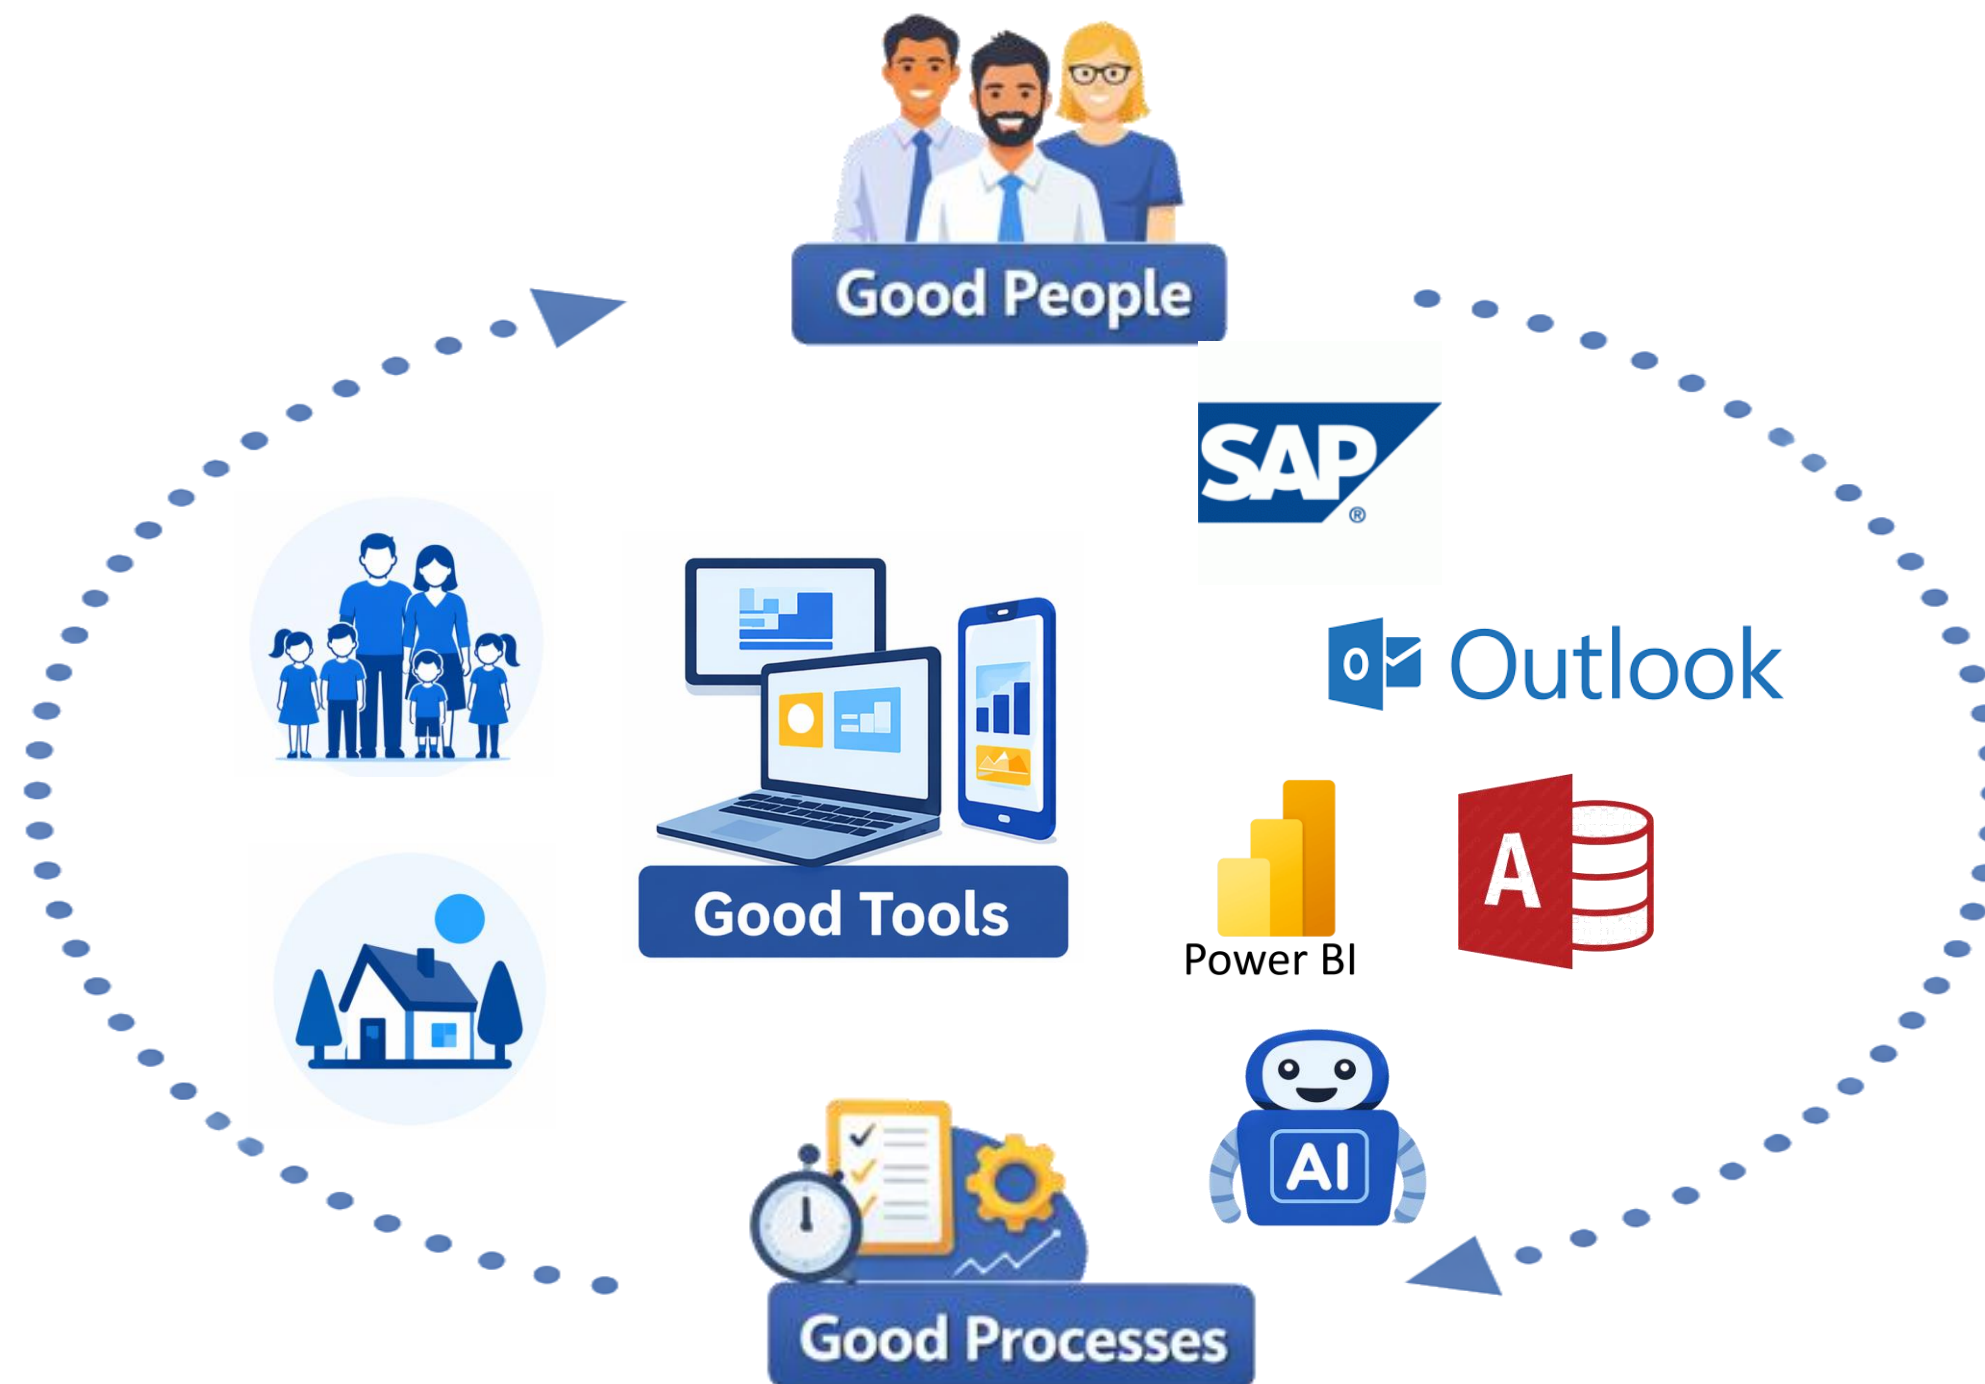 Good People
SAP
®
O Outlook
A
Power BI
Good Tools
AI
Good Processes